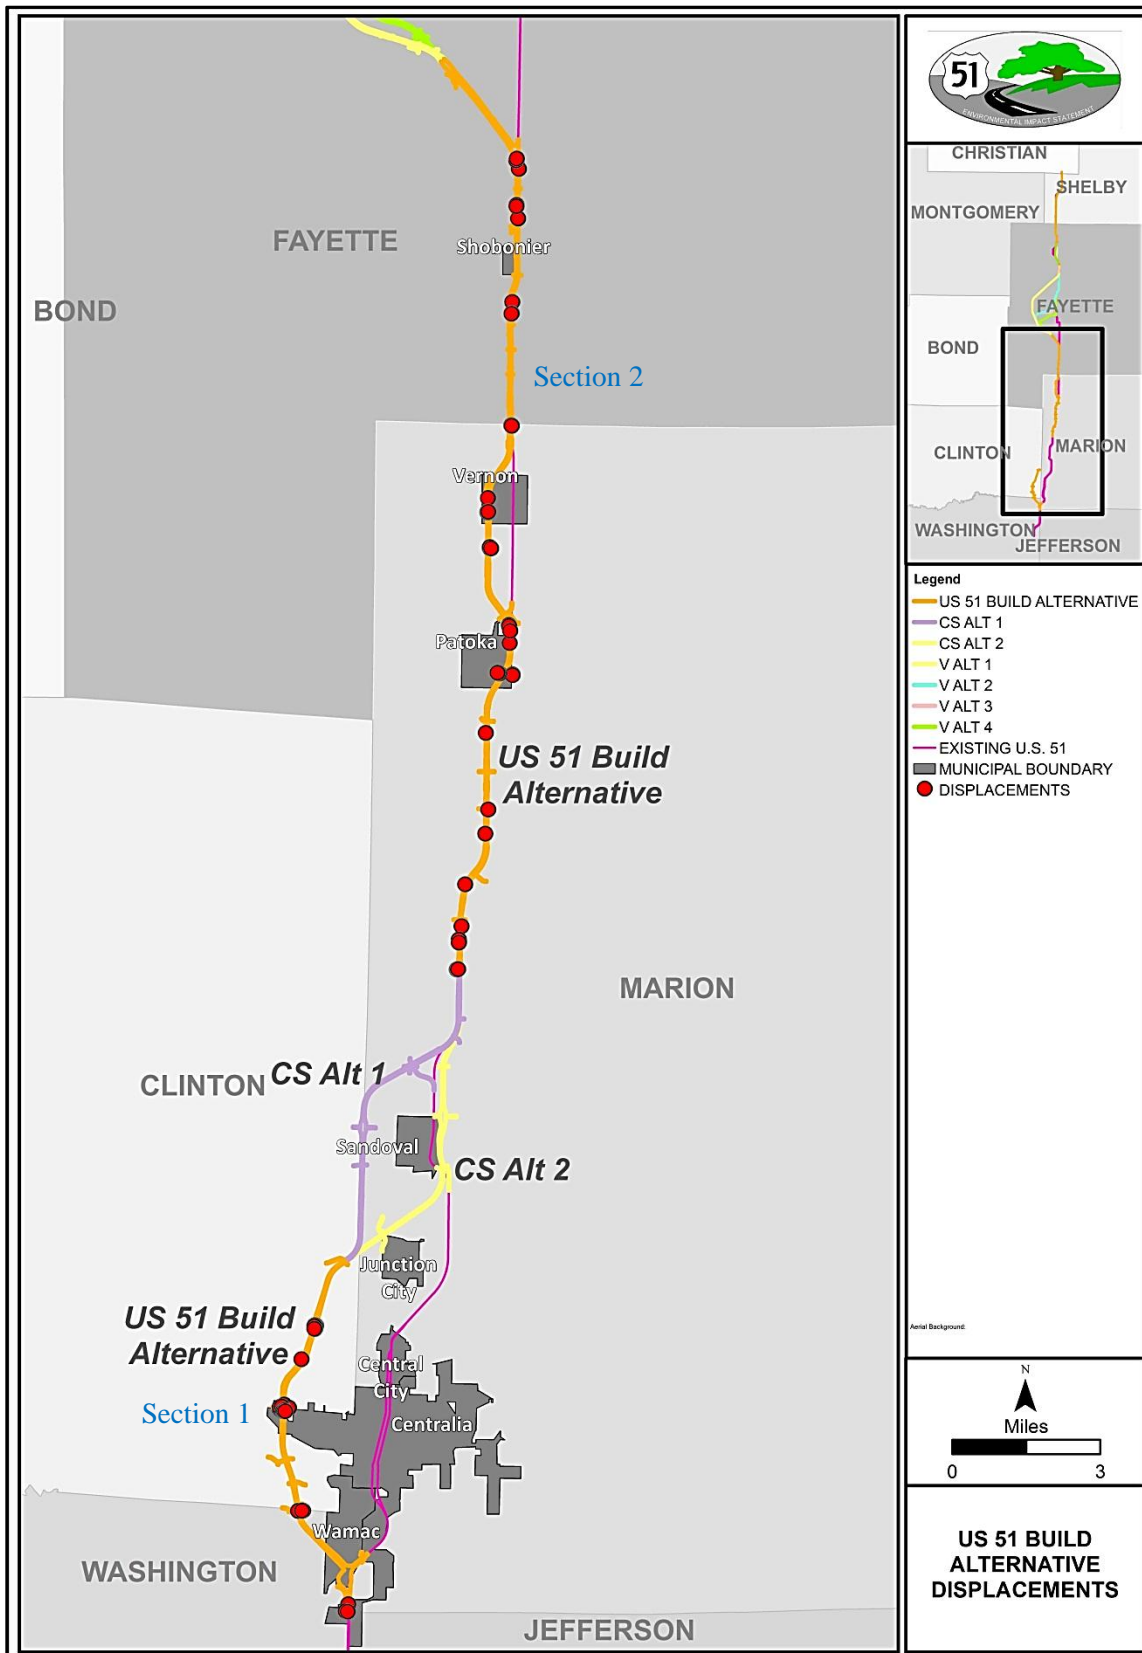 FAYETTE
BOND
Shobonier
Section 2
Vernon
Patoka
US 51 Build
Alternative
MARION
CS Alt 1
CLINTON
Sandoval
CS Alt 2
Junction
City
US 51 Build
Alternative
Central
City
Section 1
Centralia
Wamac
WASHINGTON
JEFFERSON
51
ENVIRONMENTAL IMPACT STATEMENT
CHRISTIAN
SHELBY
MONTGOMERY
FAYETTE
BOND
CLINTON
MARION
WASHINGTON
JEFFERSON
Legend
US 51 BUILD ALTERNATIVE
CS ALT 1
CS ALT 2
V ALT 1
V ALT 2
V ALT 3
V ALT 4
EXISTING U.S. 51
MUNICIPAL BOUNDARY
DISPLACEMENTS
Aerial Background:
N
Miles
0 3
US 51 BUILD
ALTERNATIVE
DISPLACEMENTS